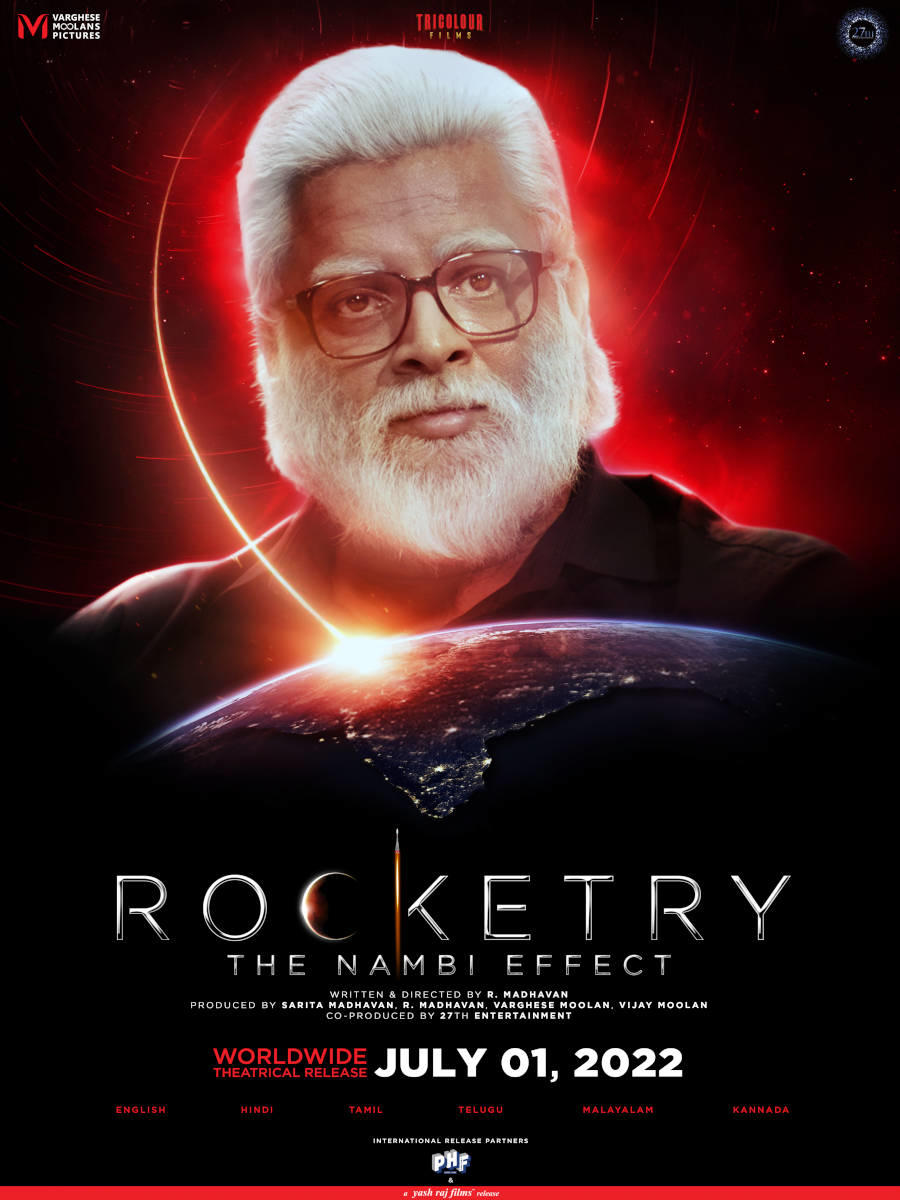 VARGHESE
MOOLANS
PICTURES
TRICOLOUR
FILMS
27TH
ROCKETRY
THE NAMBI EFFECT
WRITTEN & DIRECTED BY R. MADHAVAN
PRODUCED BY SARITA MADHAVAN, R. MADHAVAN, VARGHESE MOOLAN, VIJAY MOOLAN
CO-PRODUCED BY 27TH ENTERTAINMENT
WORLDWIDE
THEATRICAL RELEASE JULY 01, 2022
ENGLISH HINDI TAMIL TELUGU MALAYALAM KANNADA
INTERNATIONAL RELEASE PARTNERS
PHF
&
a yash raj films release